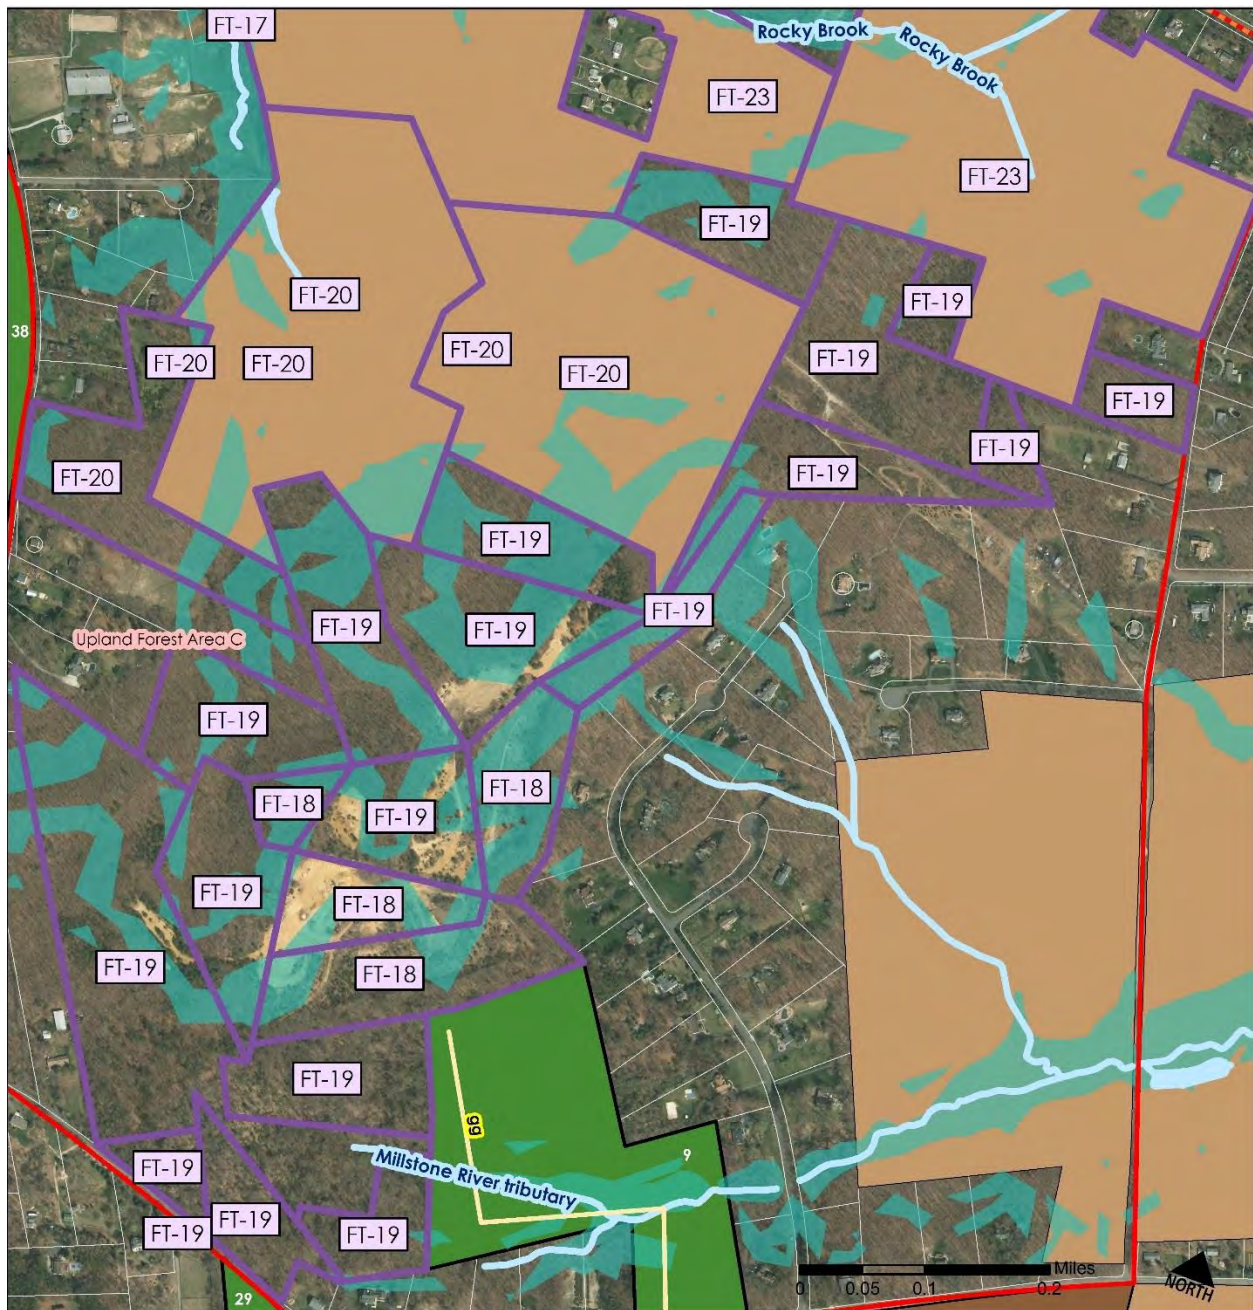 FT-17
Rocky Brook
Rocky Brook
FT-23
FT-23
FT-19
FT-20
FT-19
38
FT-20
FT-20
FT-20
FT-20
FT-19
FT-19
FT-20
FT-19
FT-19
FT-19
FT-19
FT-19
FT-19
Upland Forest Area C
FT-19
FT-18
FT-18
FT-19
FT-19
FT-18
FT-19
FT-18
FT-19
gg
9
Millstone River tributary
FT-19
FT-19
FT-19
FT-19
Miles
0 0.05 0.1 0.2
NORTH
29